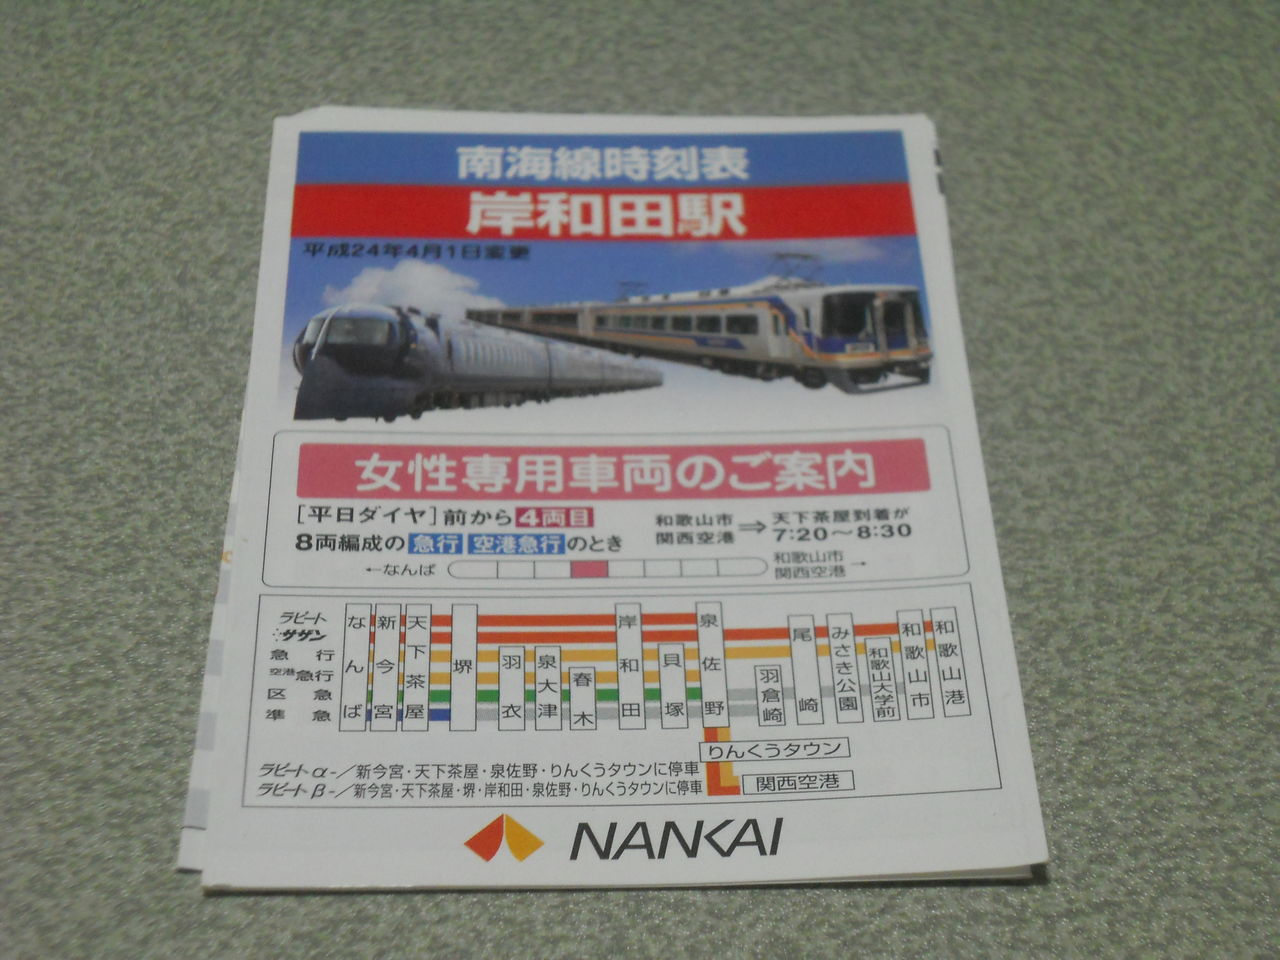 南海線時刻表
岸和田駅
平成24年4月1日変更
女性専用車両のご案内
[平日ダイヤ]前から4両目
8両編成の 急行 空港急行 のとき
和歌山市
関西空港
⇒
天下茶屋到着が
7:20~8:30
←なんば
和歌山市
関西空港
→
ラピート
サザン
急行
空港急行
区急
準急
なんば
新今宮
天下茶屋
堺
羽衣
泉大津
春木
岸和田
貝塚
泉佐野
羽倉崎
尾崎
みさき公園
和歌山大学前
和歌山市
和歌山港
りんくうタウン
関西空港
ラピートα-/新今宮・天下茶屋・泉佐野・りんくうタウンに停車
ラピートβ-/新今宮・天下茶屋・堺・岸和田・泉佐野・りんくうタウンに停車
NANKAI